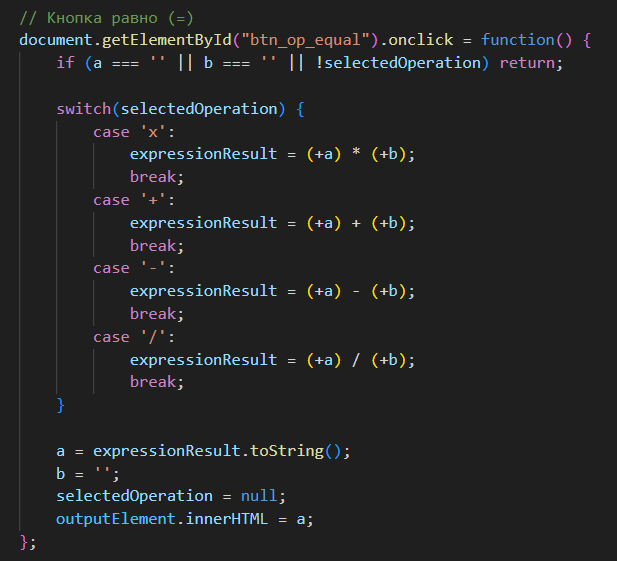 // Кнопка равно (=)
document.getElementById("btn_op_equal").onclick = function() {
    if (a === '' || b === '' || !selectedOperation) return;

    switch(selectedOperation) {
        case 'x':
            expressionResult = (+a) * (+b);
            break;
        case '+':
            expressionResult = (+a) + (+b);
            break;
        case '-':
            expressionResult = (+a) - (+b);
            break;
        case '/':
            expressionResult = (+a) / (+b);
            break;
    }

    a = expressionResult.toString();
    b = '';
    selectedOperation = null;
    outputElement.innerHTML = a;
};